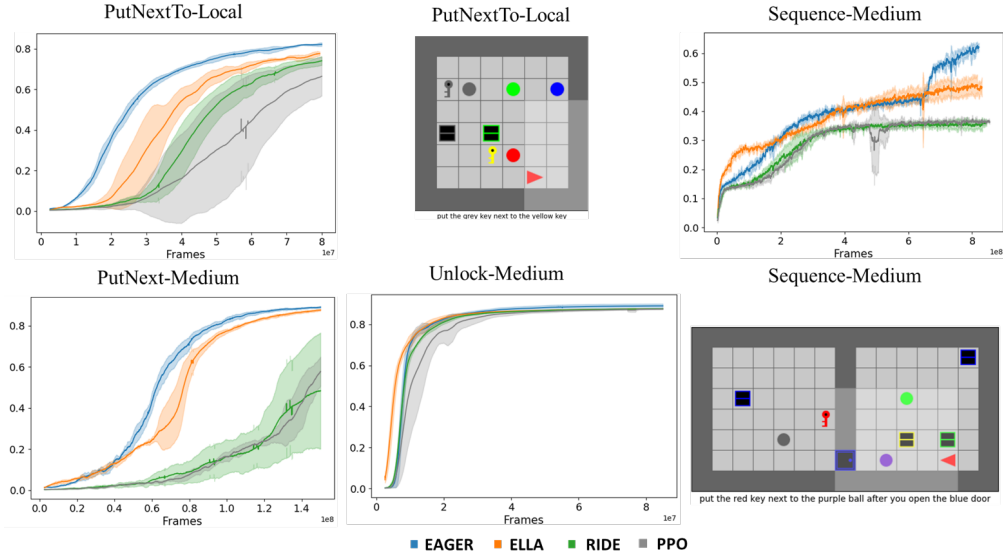 PutNextTo-Local
PutNextTo-Local
Sequence-Medium
0.8
0.6
0.4
0.2
0.0
0 1 2 3 4 5 6 7 8
Frames
1e7
put the grey key next to the yellow key
0.6
0.5
0.4
0.3
0.2
0.1
0.0
0 2 4 6 8
Frames
1e8
PutNext-Medium
Unlock-Medium
Sequence-Medium
0.8
0.6
0.4
0.2
0.0
0.0 0.2 0.4 0.6 0.8 1.0 1.2 1.4
Frames
1e8
0.8
0.6
0.4
0.2
0.0
0 2 4 6 8
Frames
1e7
put the red key next to the purple ball after you open the blue door
EAGER ELLA RIDE PPO